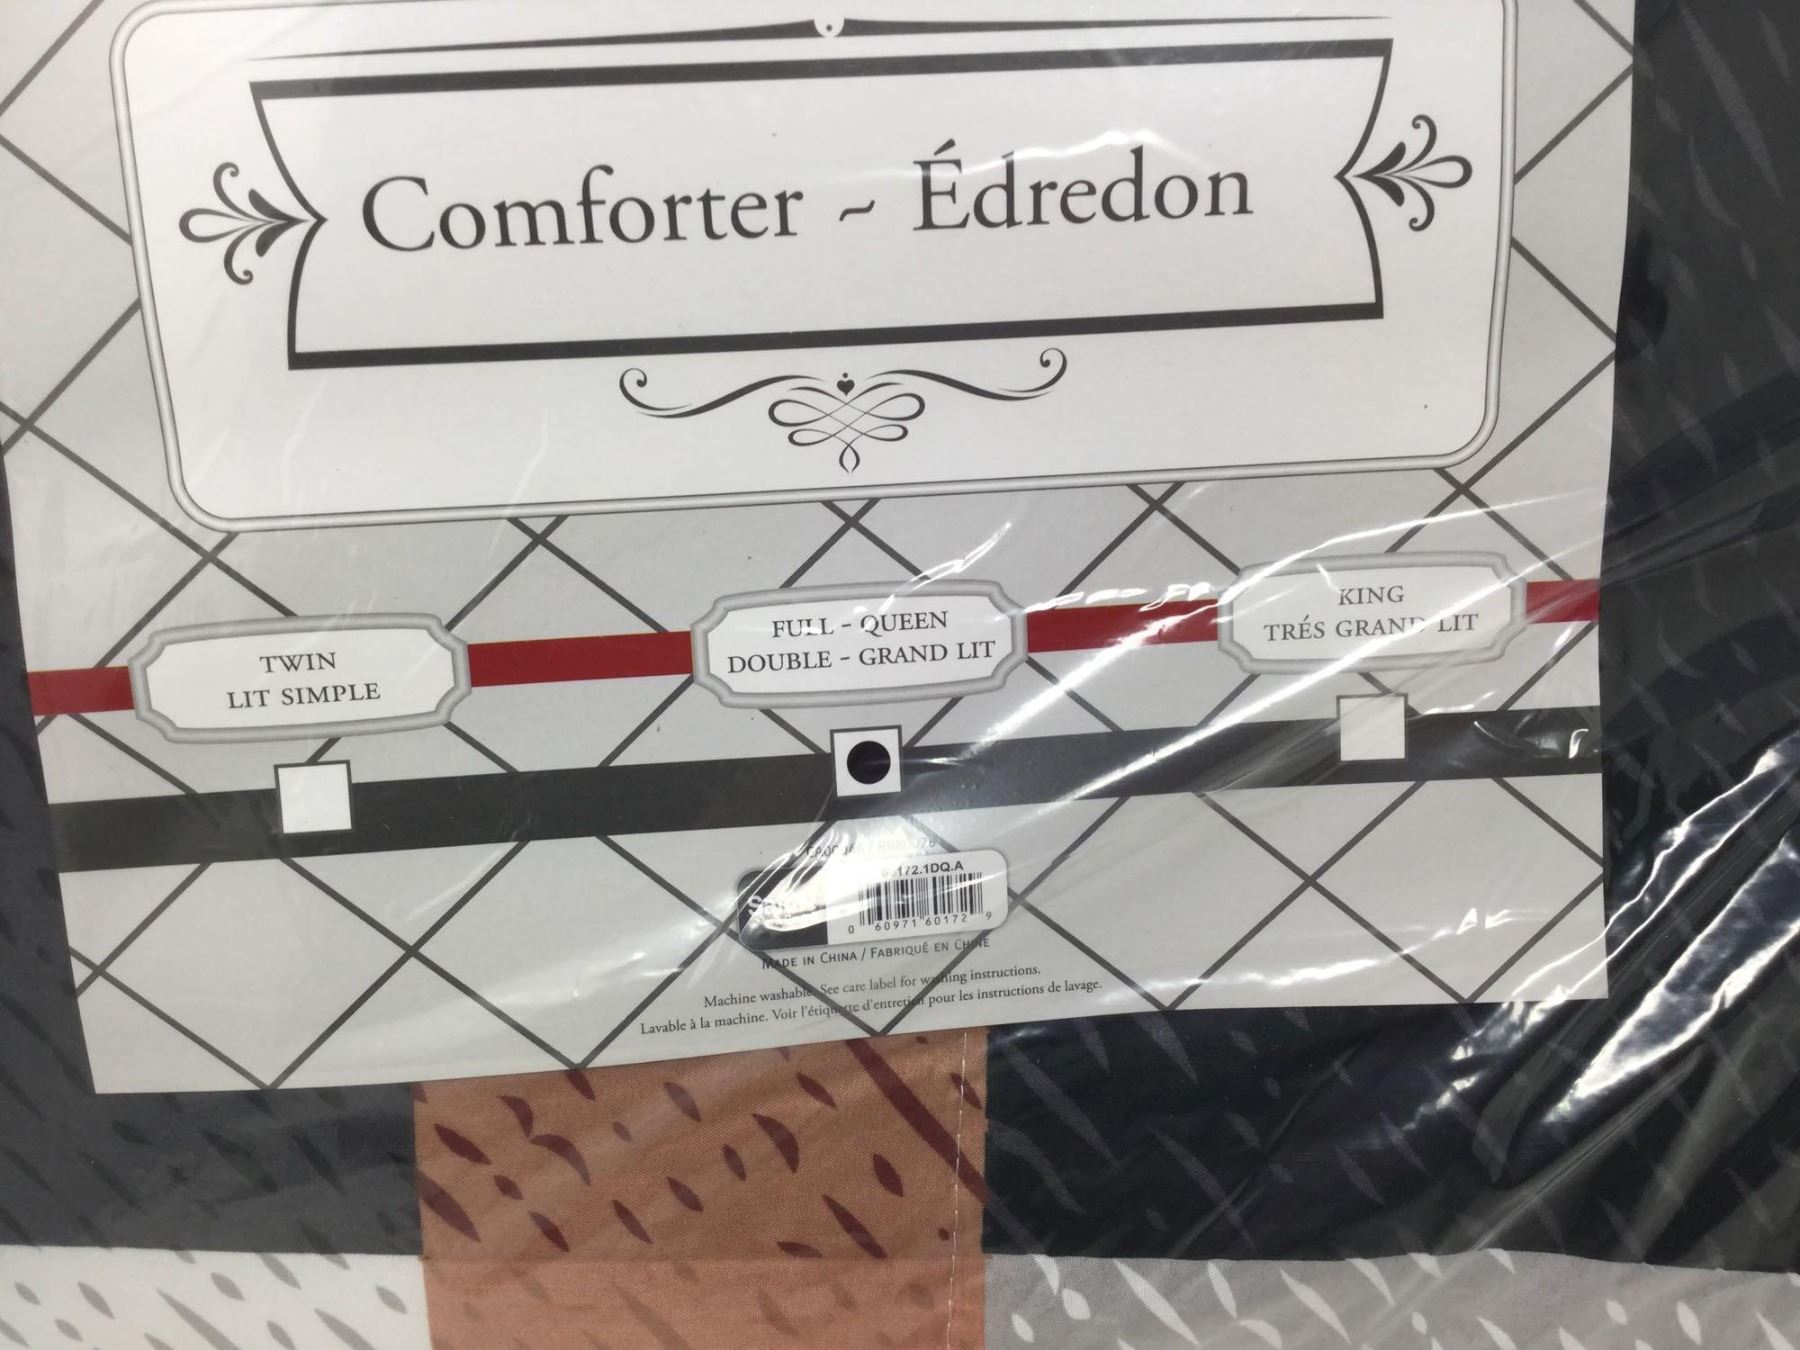 Comforter ~ Édredon
TWIN
LIT SIMPLE
FULL - QUEEN
DOUBLE - GRAND LIT
KING
TRÉS GRAND LIT
172.1DQ.A
0 60971 60172 9
MADE IN CHINA / FABRIQUÉ EN CHINE
Machine washable. See care label for washing instructions.
Lavable à la machine. Voir l'étiquette d'entretien pour les instructions de lavage.